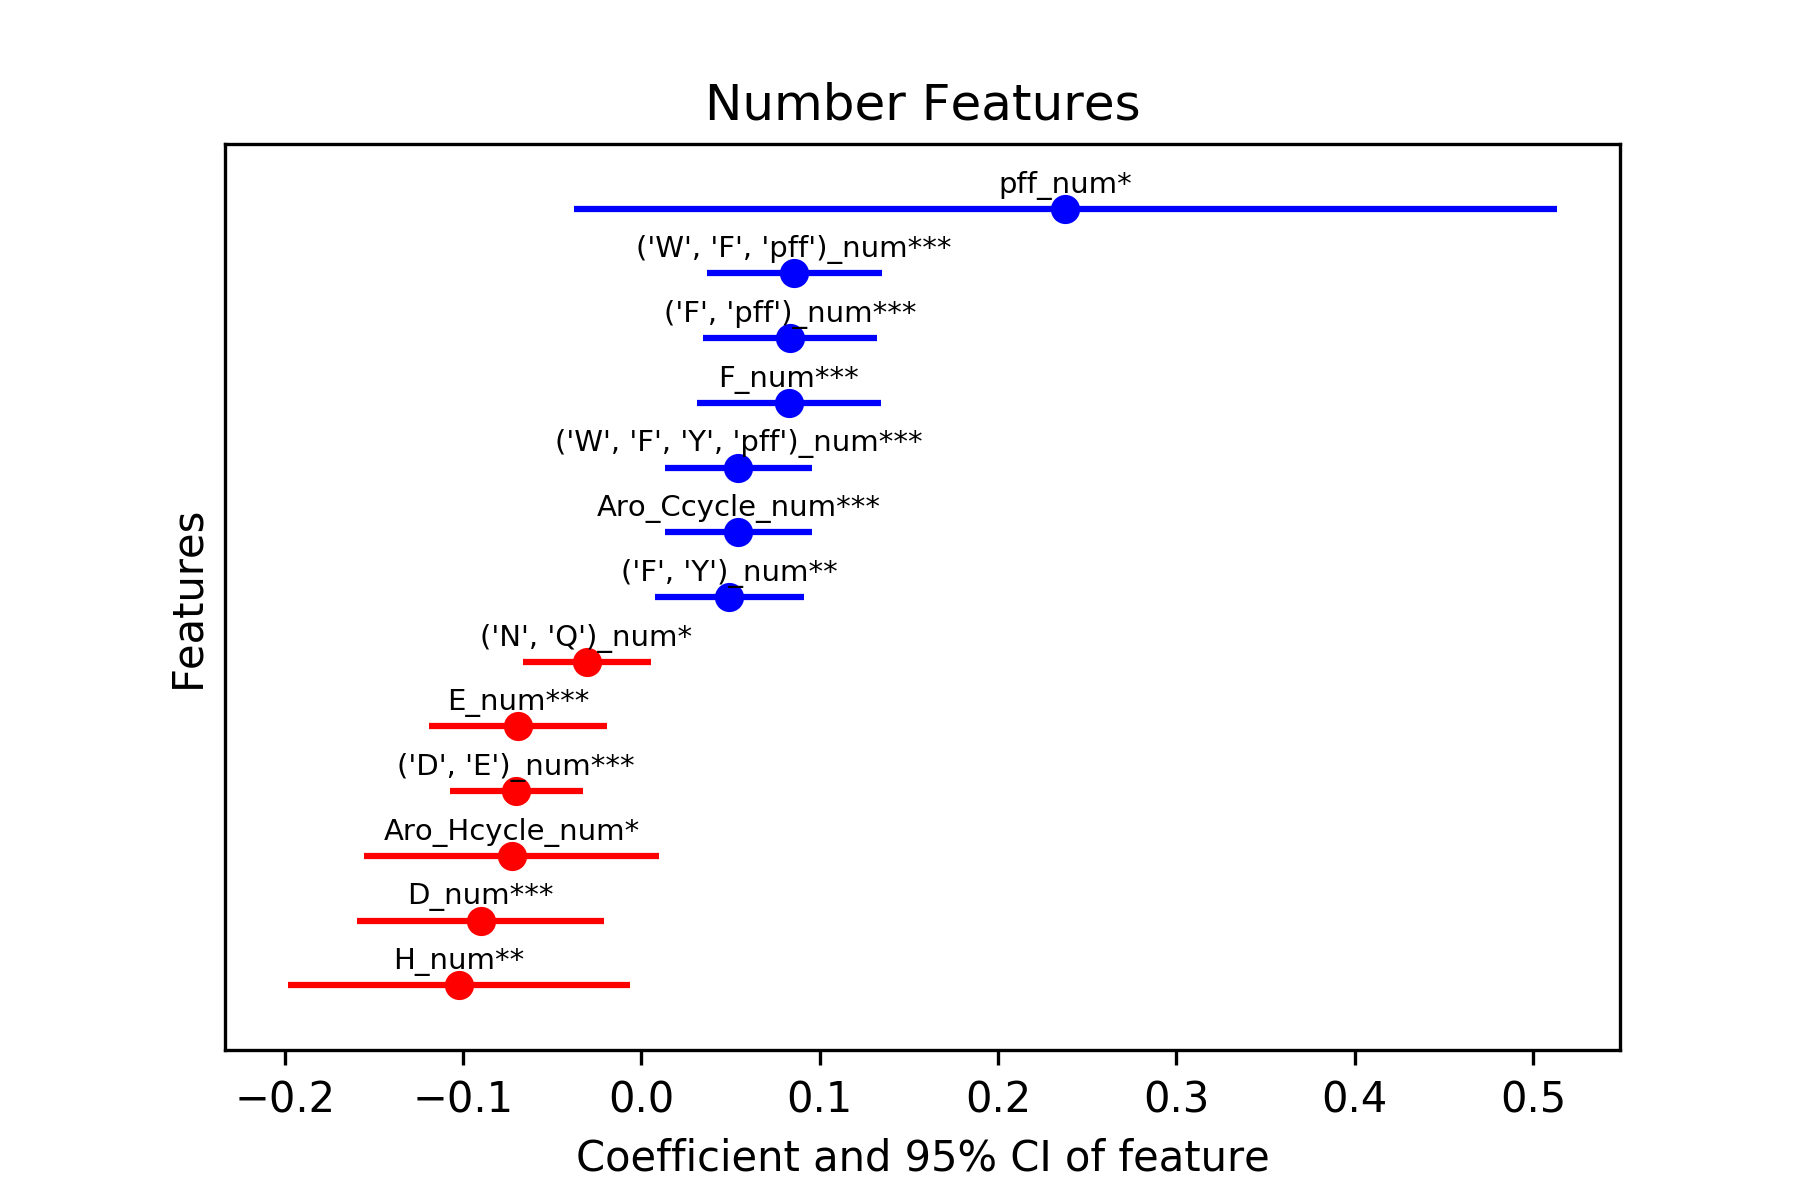 Number Features
pff_num*
('W', 'F', 'pff')_num***
('F', 'pff')_num***
F_num***
('W', 'F', 'Y', 'pff')_num***
Aro_Ccycle_num***
('F', 'Y')_num**
('N', 'Q')_num*
E_num***
('D', 'E')_num***
Aro_Hcycle_num*
D_num***
H_num**
Features
−0.2 −0.1 0.0 0.1 0.2 0.3 0.4 0.5
Coefficient and 95% CI of feature